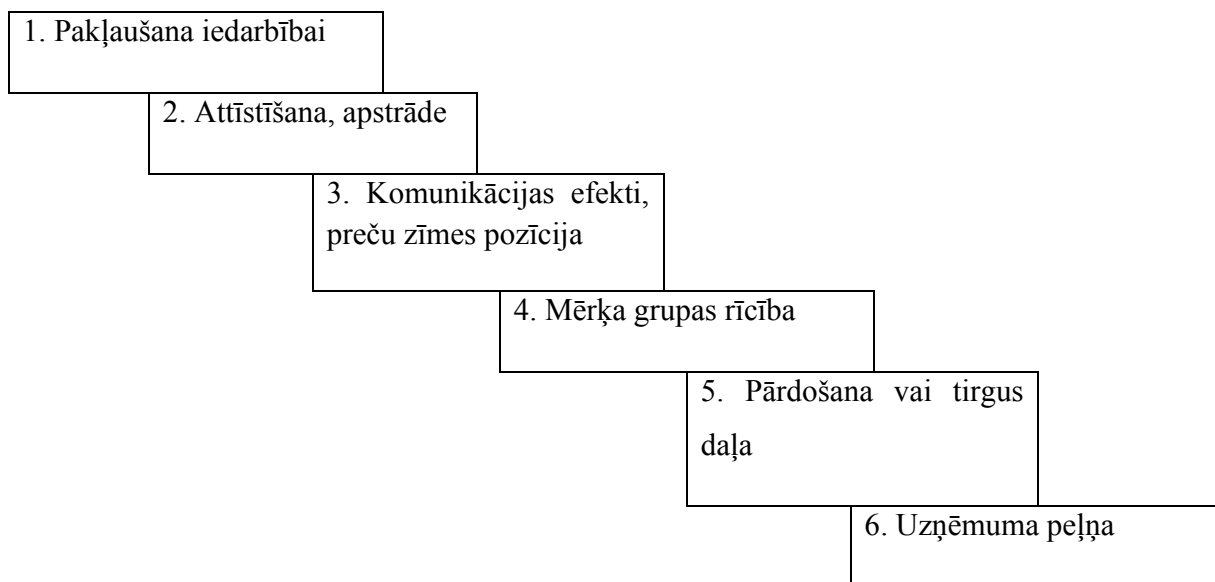 1. Pakļaušana iedarbībai
2. Attīstīšana, apstrāde
3. Komunikācijas efekti,
preču zīmes pozīcija
4. Mērķa grupas rīcība
5. Pārdošana vai tirgus
daļa
6. Uzņēmuma peļņa